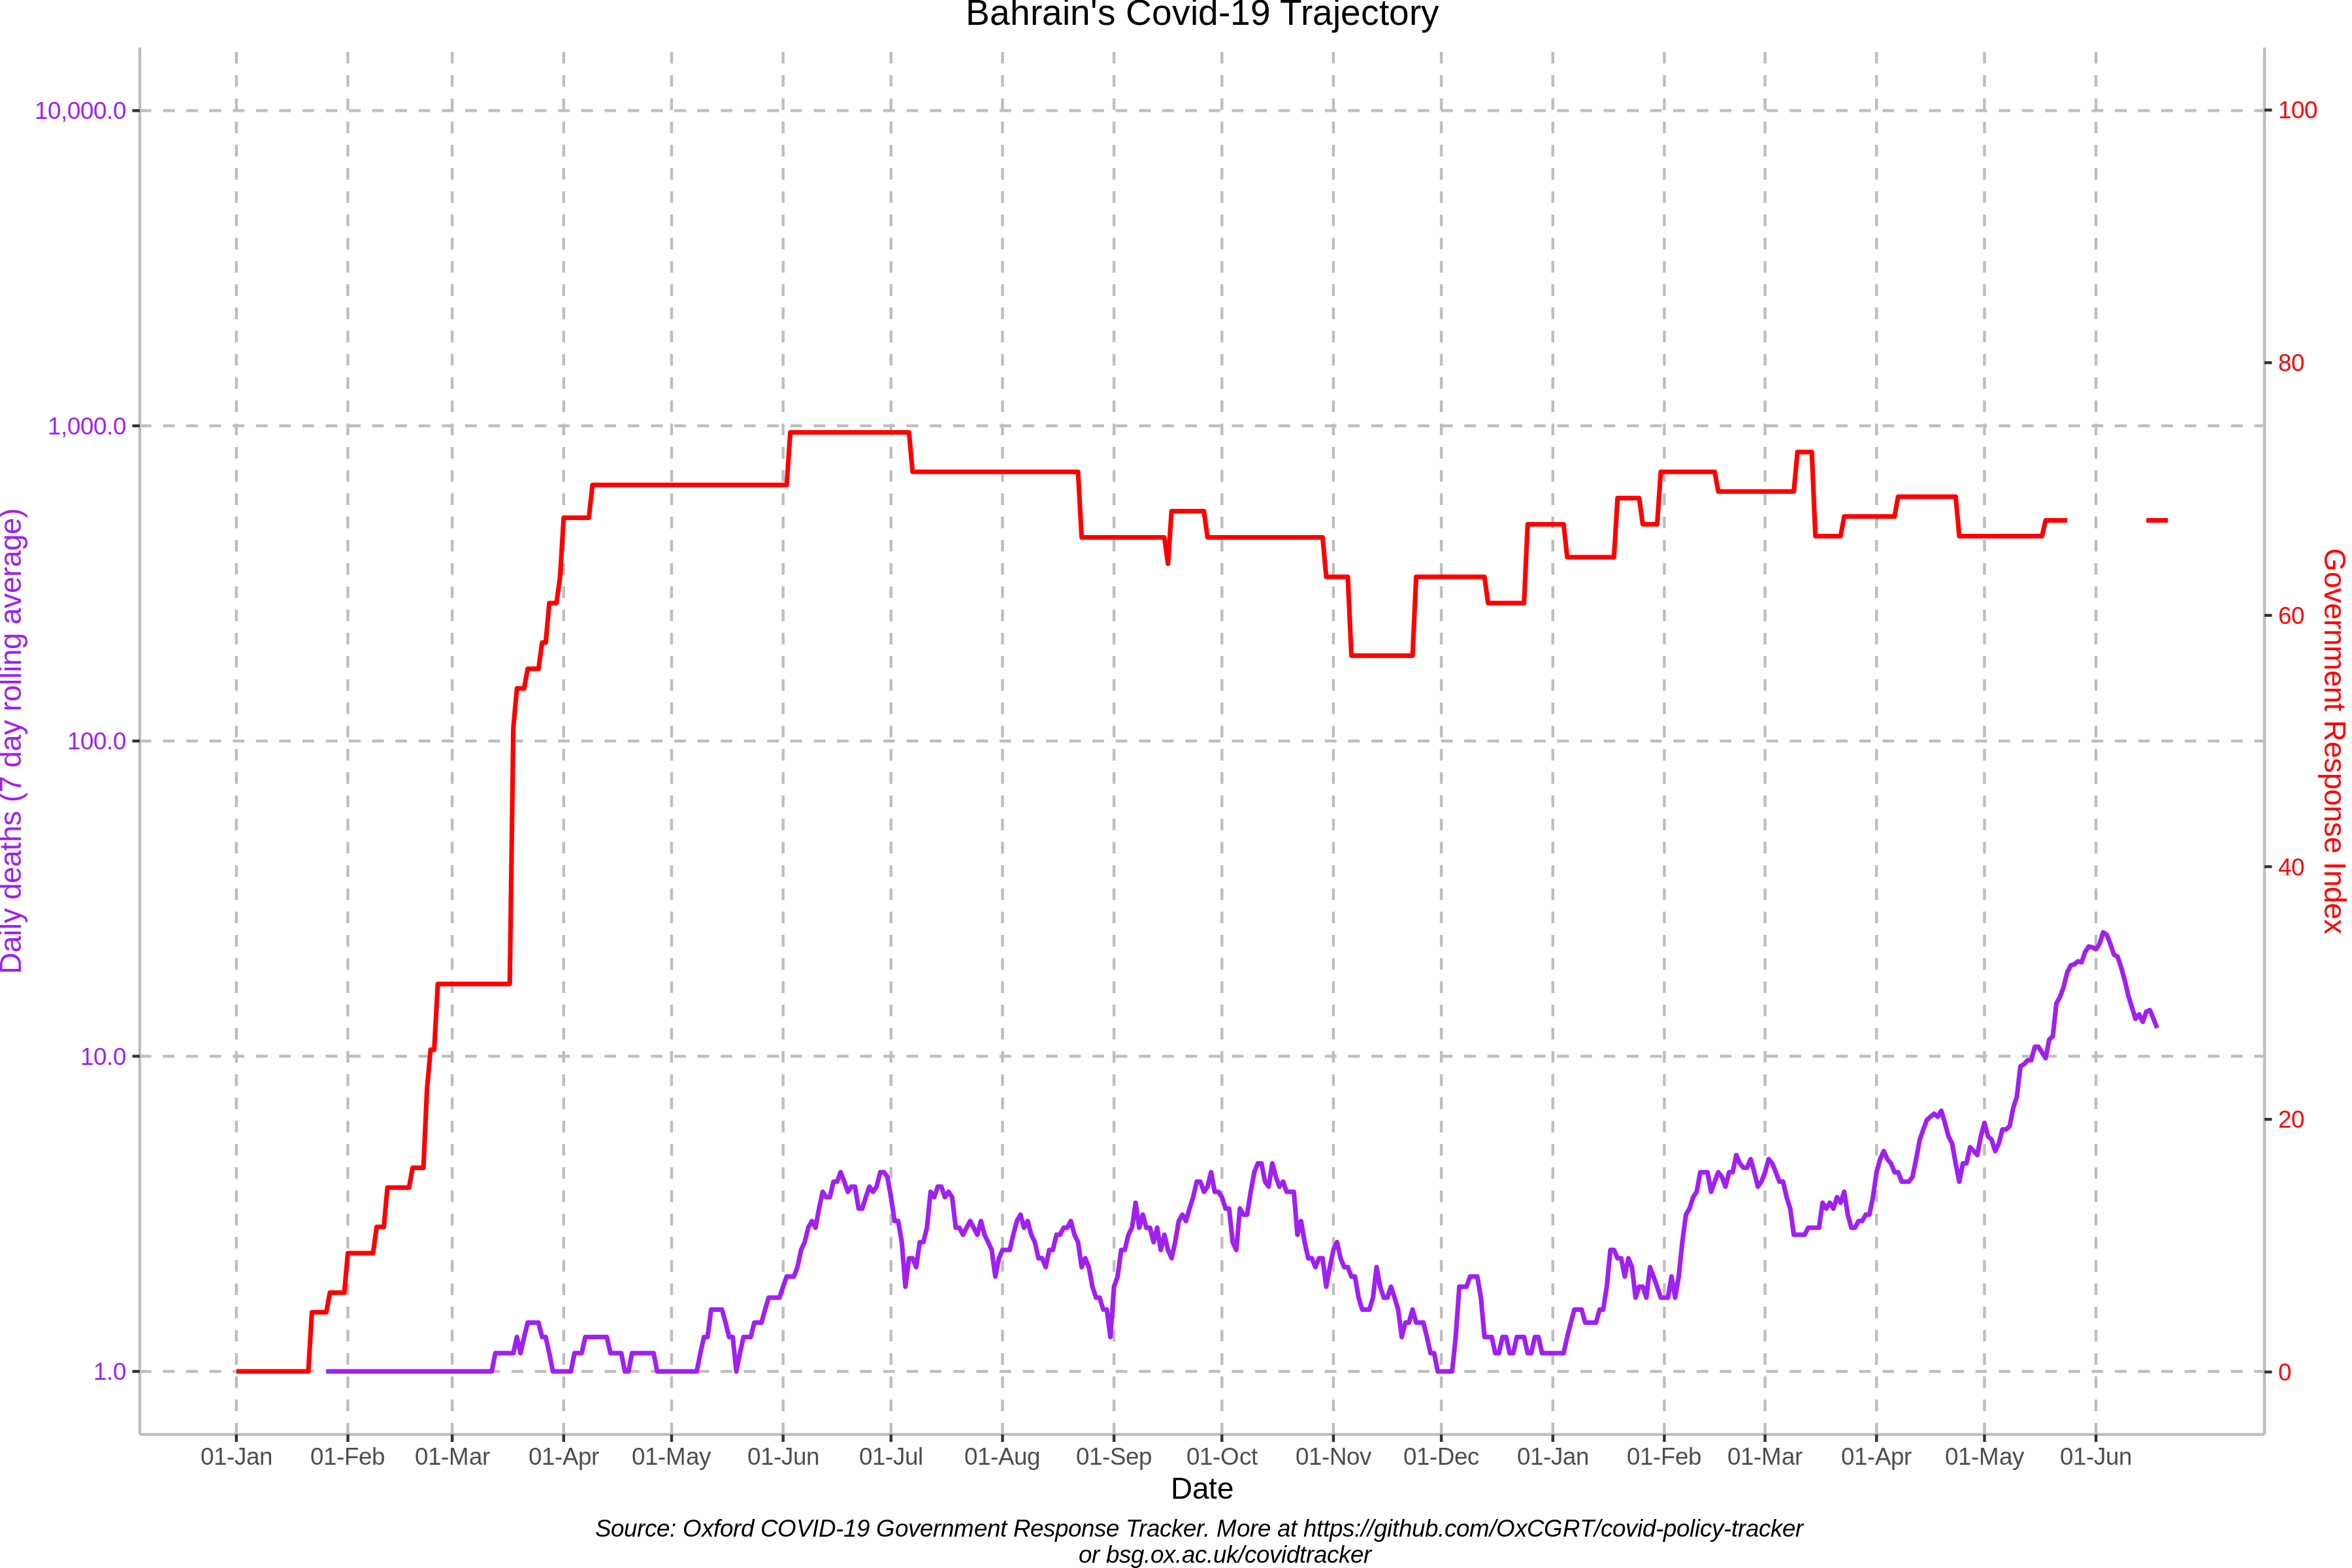 Bahrain's Covid-19 Trajectory
10,000.0
1,000.0
100.0
10.0
1.0
Daily deaths (7 day rolling average)
100
80
60
40
20
0
Government Response Index
01-Jan 01-Feb 01-Mar 01-Apr 01-May 01-Jun 01-Jul 01-Aug 01-Sep 01-Oct 01-Nov 01-Dec 01-Jan 01-Feb 01-Mar 01-Apr 01-May 01-Jun
Date
Source: Oxford COVID-19 Government Response Tracker. More at https://github.com/OxCGRT/covid-policy-tracker
or bsg.ox.ac.uk/covidtracker